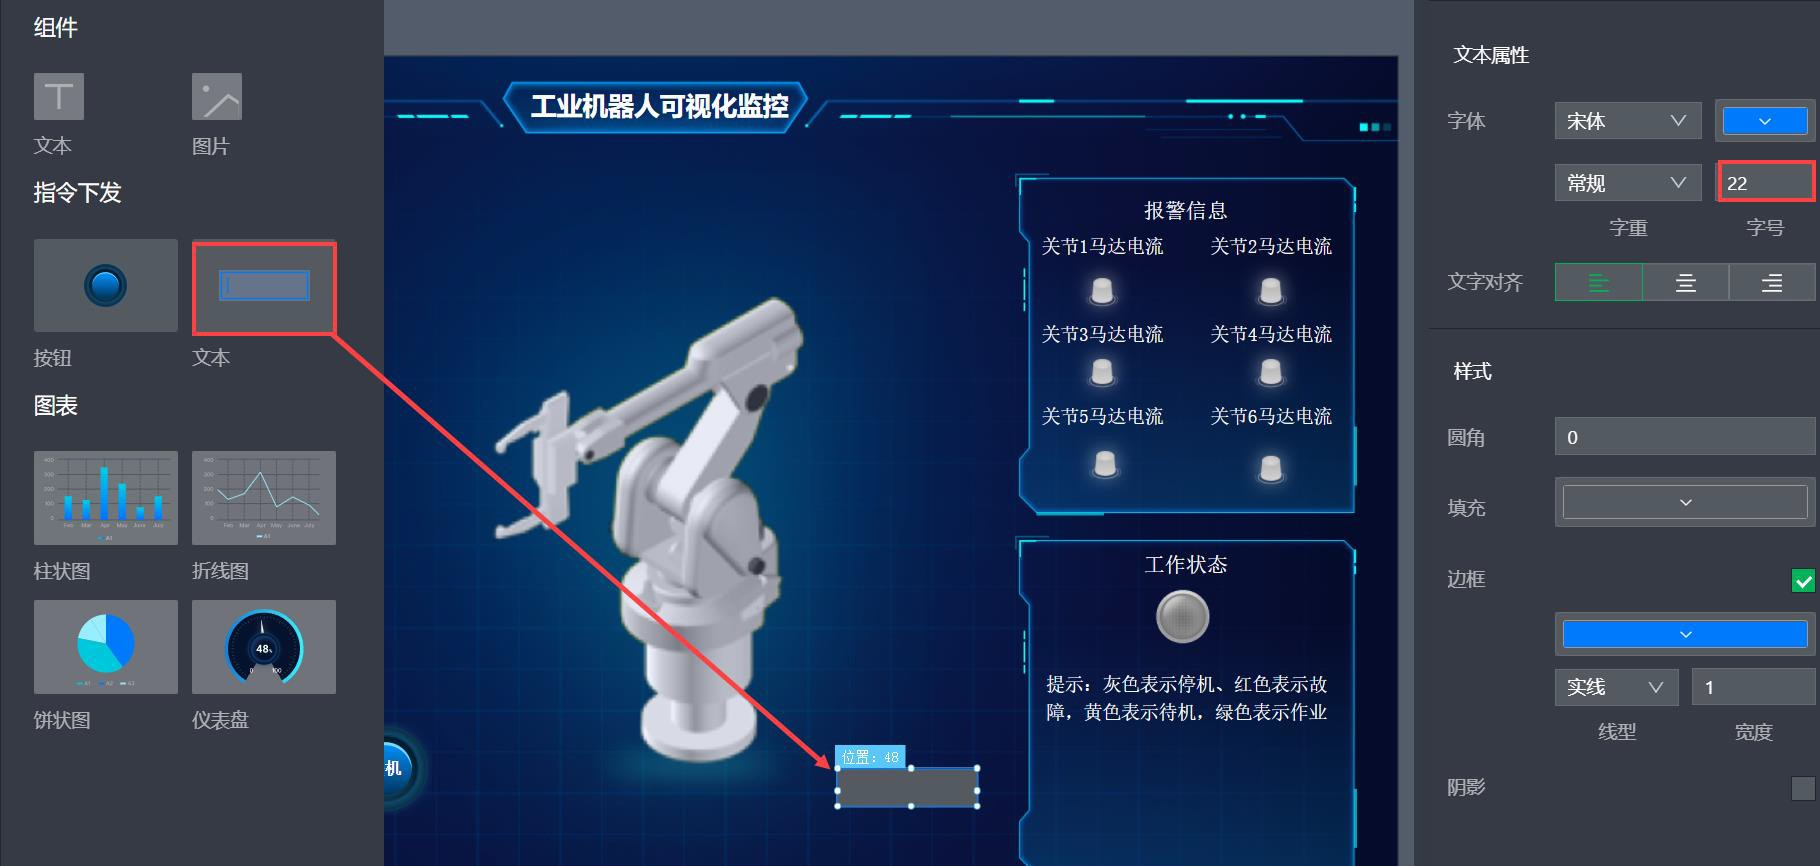 组件
文本
图片
指令下发
按钮
文本
图表
柱状图
折线图
48%
0
100
饼状图
仪表盘
工业机器人可视化监控
机
位置：48
报警信息
关节1马达电流
关节2马达电流
关节3马达电流
关节4马达电流
关节5马达电流
关节6马达电流
工作状态
提示：灰色表示停机、红色表示故
障，黄色表示待机，绿色表示作业
文本属性
字体
宋体
常规
22
字重
字号
文字对齐
样式
圆角
0
填充
边框
实线
1
线型
宽度
阴影